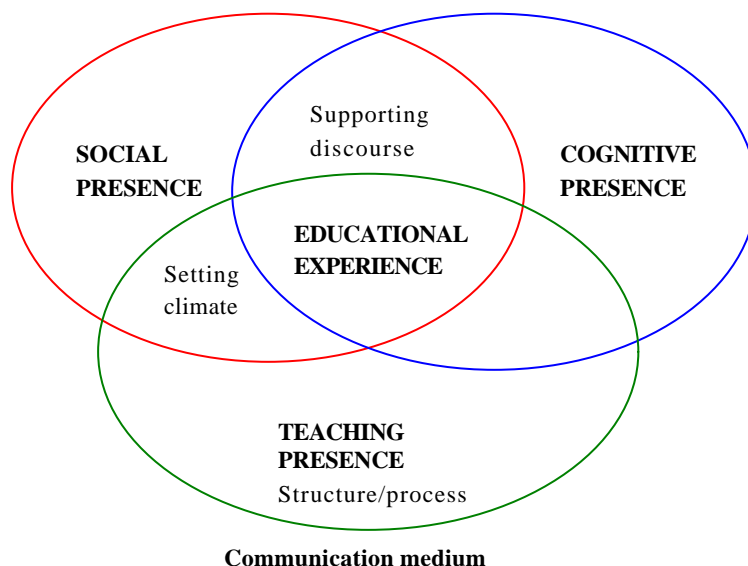 Supporting
discourse
SOCIAL
PRESENCE
COGNITIVE
PRESENCE
EDUCATIONAL
EXPERIENCE
Setting
climate
TEACHING
PRESENCE
Structure/process
Communication medium